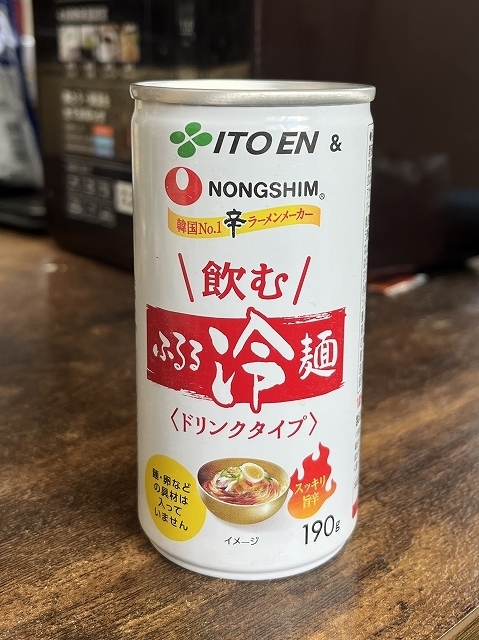 ITO EN &
NONGSHIM®
韓国No.1 辛 ラーメンメーカー
\飲む/
ふるる冷麺
〈ドリンクタイプ〉
麺・卵など
の具材は
入って
いません
スッキリ
旨辛
イメージ
190g